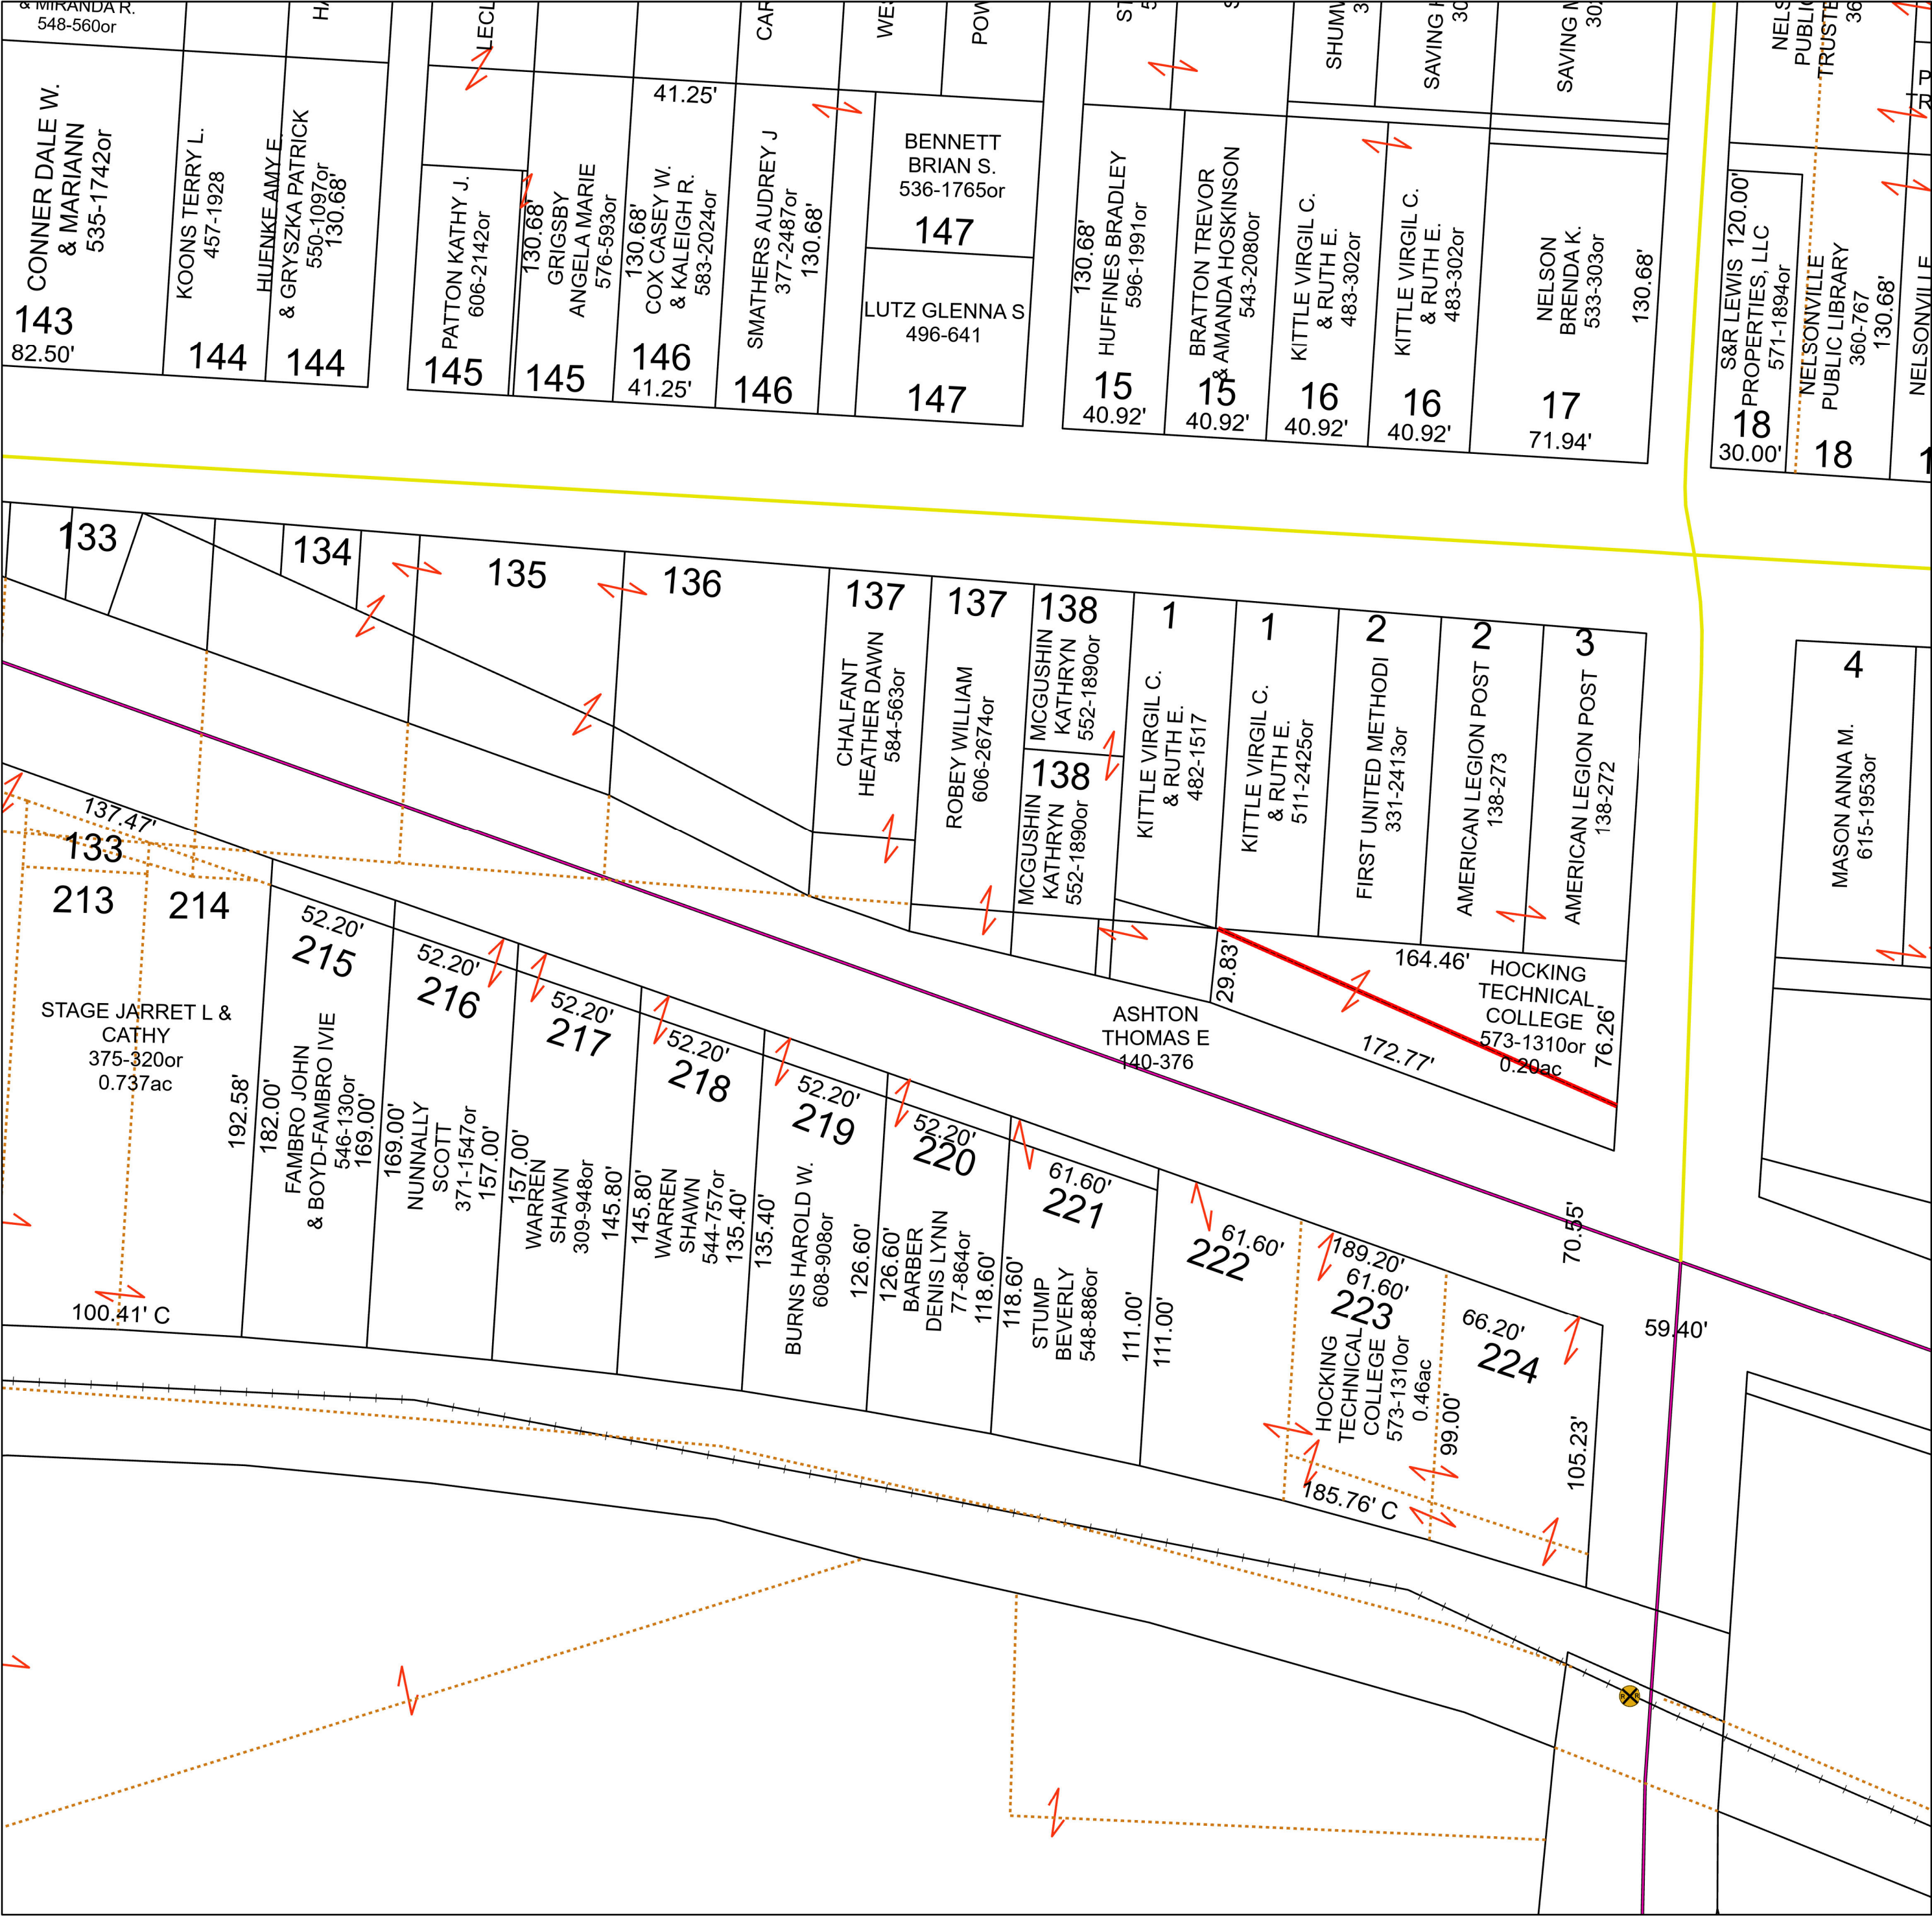 & MIRANDA R.
548-560or
CONNER DALE W.
& MARIANN
535-1742or
143
82.50'
KOONS TERRY L.
457-1928
144
HUFNKE AMY E.
& GRYSZKA PATRICK
550-1097or
130.68'
144
LECL
PATTON KATHY J.
606-2142or
145
130.68'
GRIGSBY
ANGELA MARIE
576-593or
145
41.25'
130.68'
COX CASEY W.
& KALEIGH R.
583-2024or
146
41.25'
CAR
SMATHERS AUDREY J
377-2487or
130.68'
146
WES
POW
BENNETT
BRIAN S.
536-1765or
147
LUTZ GLENNA S
496-641
147
130.68'
HUFFINES BRADLEY
596-1991or
15
40.92'
BRATTON TREVOR
& AMANDA HOSKINSON
543-2080or
15
40.92'
SHUMW
KITTLE VIRGIL C.
& RUTH E.
483-302or
16
40.92'
SAVING
KITTLE VIRGIL C.
& RUTH E.
483-302or
16
40.92'
SAVING M
302
NELSON
BRENDA K.
533-303or
130.68'
17
71.94'
NELS
PUBLIC
TRUSTE
36
S&R LEWIS 120.00'
PROPERTIES, LLC
571-1894or
18
30.00'
NELSONVILLE
PUBLIC LIBRARY
360-767
130.68'
18
P
TR
NELSONVILLE
1
133
134
135
136
137
CHALFANT
HEATHER DAWN
584-563or
137
ROBEY WILLIAM
606-2674or
138
MCGUSHIN
KATHRYN
552-1890or
138
MCGUSHIN
KATHRYN
552-1890or
1
KITTLE VIRGIL C.
& RUTH E.
482-1517
1
KITTLE VIRGIL C.
& RUTH E.
511-2425or
2
FIRST UNITED METHODI
331-2413or
2
AMERICAN LEGION POST
138-273
3
AMERICAN LEGION POST
138-272
4
MASON ANNA M.
615-1953or
29.83'
164.46'
HOCKING
TECHNICAL
COLLEGE
573-1310or
0.20ac
76.26'
172.77'
ASHTON
THOMAS E
140-376
137.47'
133
213
214
STAGE JARRET L &
CATHY
375-320or
0.737ac
192.58'
100.41' C
52.20'
215
182.00'
FAMBRO JOHN
& BOYD-FAMBRO IVIE
546-130or
169.00'
52.20'
216
169.00'
NUNNALLY
SCOTT
371-1547or
157.00'
52.20'
217
157.00'
WARREN
SHAWN
309-948or
145.80'
52.20'
218
145.80'
WARREN
SHAWN
544-757or
135.40'
52.20'
219
135.40'
BURNS HAROLD W.
608-908or
126.60'
52.20'
220
126.60'
BARBER
DENIS LYNN
77-864or
118.60'
61.60'
221
118.60'
STUMP
BEVERLY
548-886or
111.00'
61.60'
222
111.00'
189.20'
61.60'
223
HOCKING
TECHNICAL
COLLEGE
573-1310or
0.46ac
99.00'
66.20'
224
105.23'
185.76' C
70.55'
59.40'